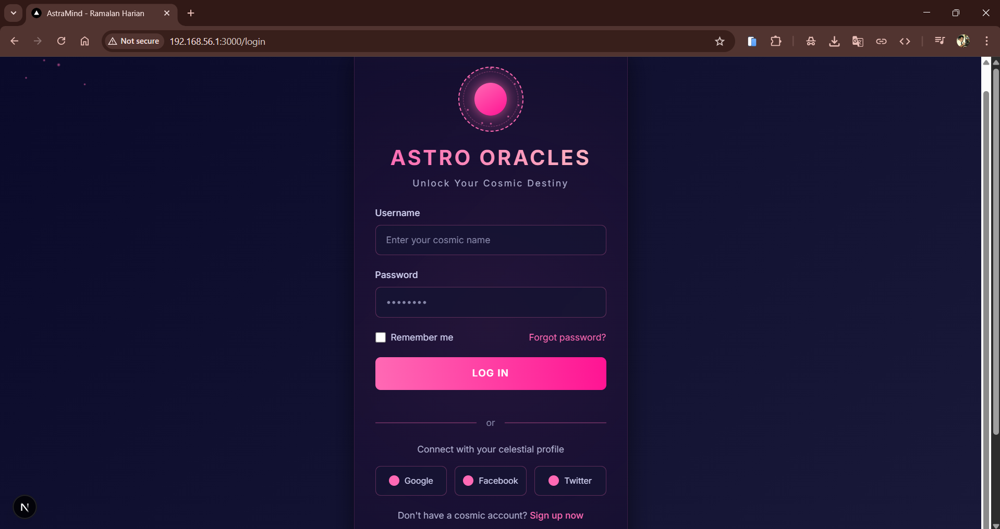 AstraMind - Ramalan Harian
Not secure
192.168.56.1:3000/login
ASTRO ORACLES
Unlock Your Cosmic Destiny
Username
Enter your cosmic name
Password
••••••••
Remember me
Forgot password?
LOG IN
or
Connect with your celestial profile
Google
Facebook
Twitter
N
Don't have a cosmic account? Sign up now